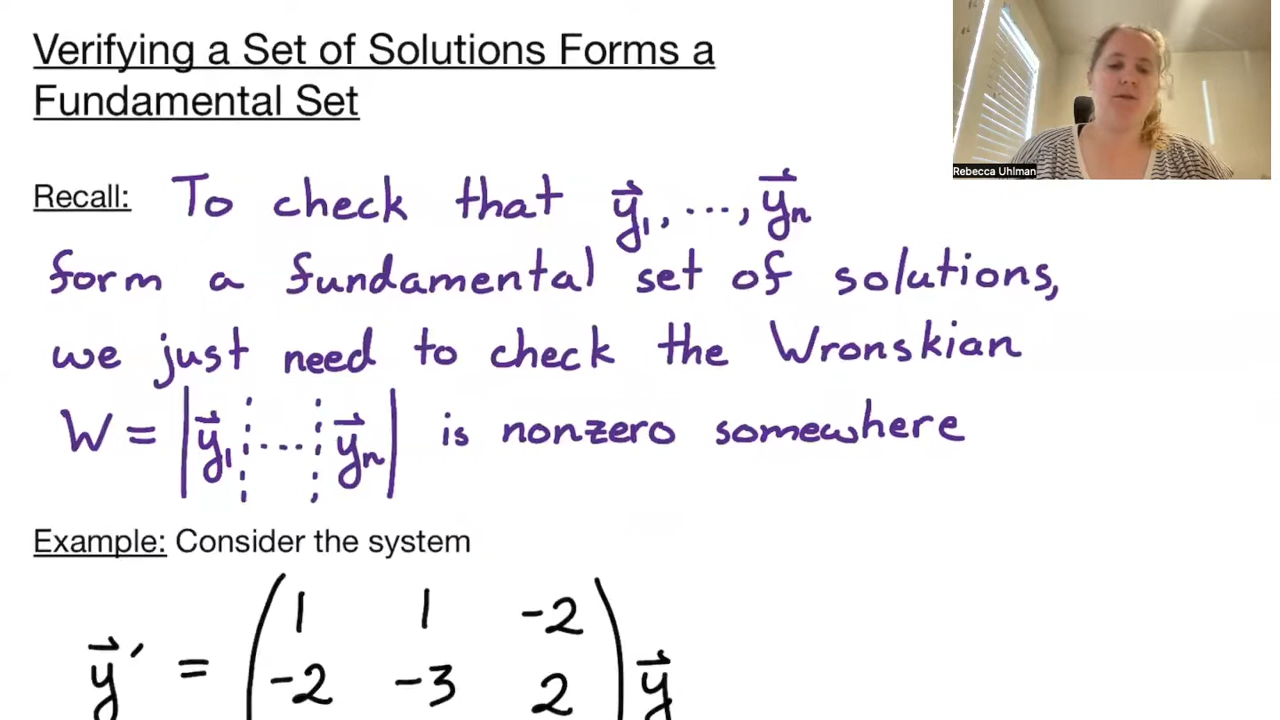 Verifying a Set of Solutions Forms a
Fundamental Set
Rebecca Uhlman
Recall: To check that y⃗₁, ..., y⃗ₙ
form a fundamental set of solutions,
we just need to check the Wronskian
W = |y⃗₁ ⋮ ... ⋮ y⃗ₙ| is nonzero somewhere
Example: Consider the system
1 1 -2
y⃗′ = ( -2 -3 2 ) y⃗